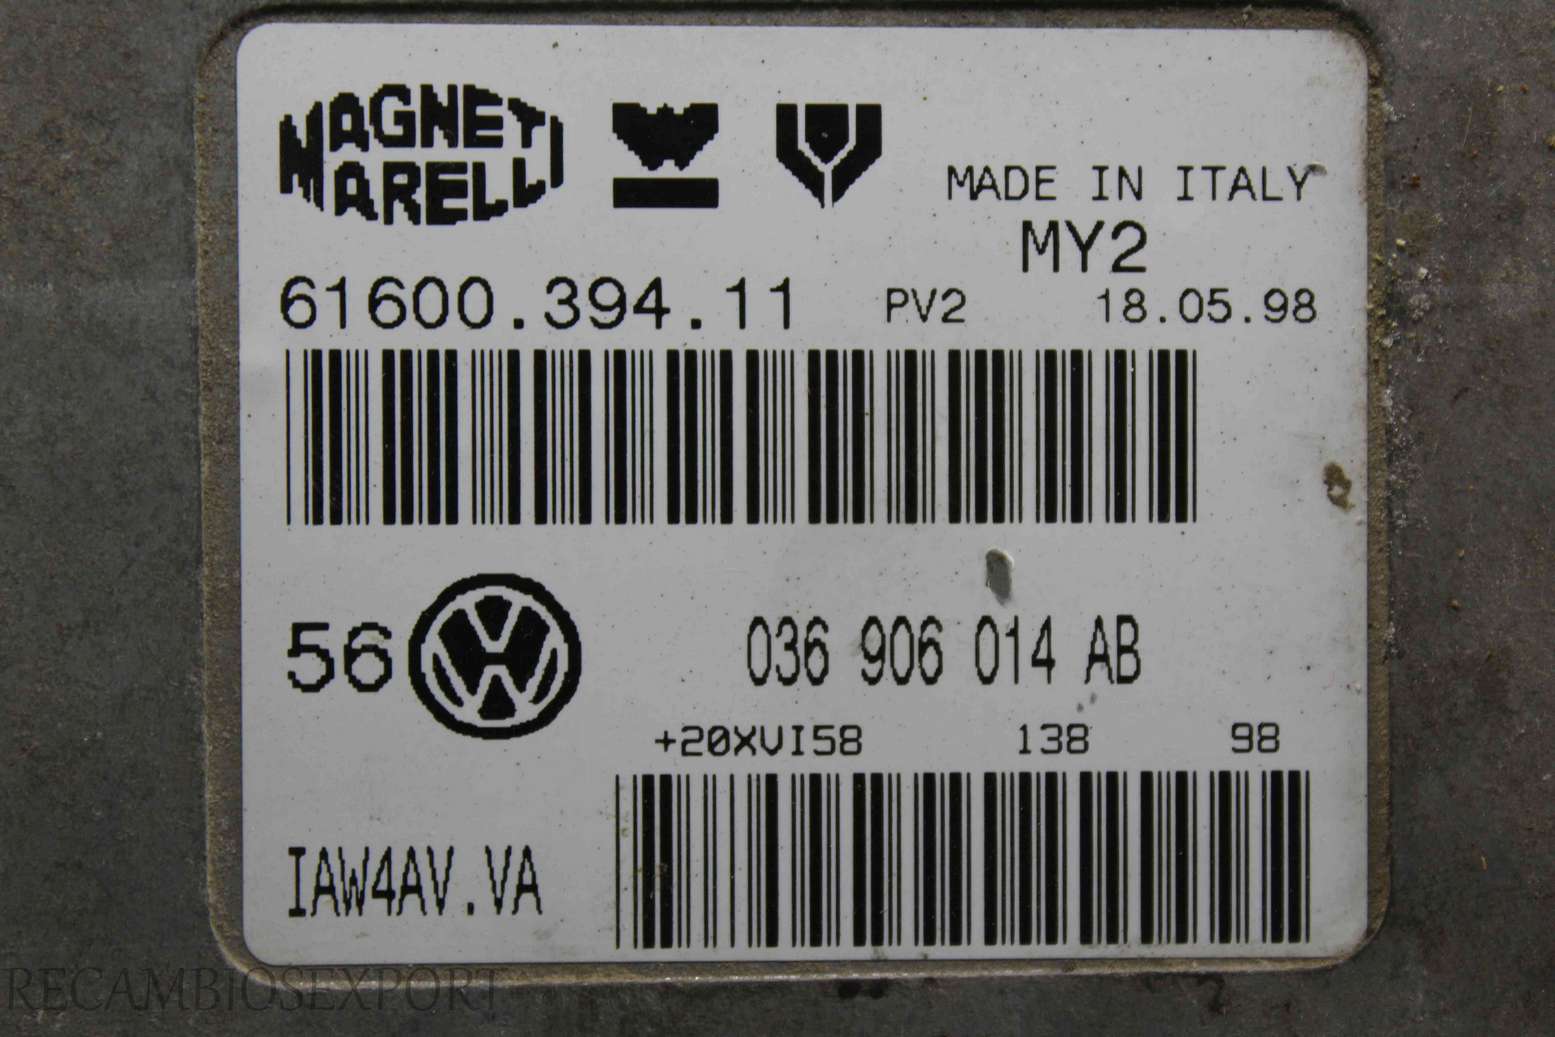 MAGNETI
MARELLI
MADE IN ITALY
MY2
61600.394.11 PV2 18.05.98
56 036 906 014 AB
+20XVI58 138 98
IAW4AV.VA
RECAMBIOSEXPORT